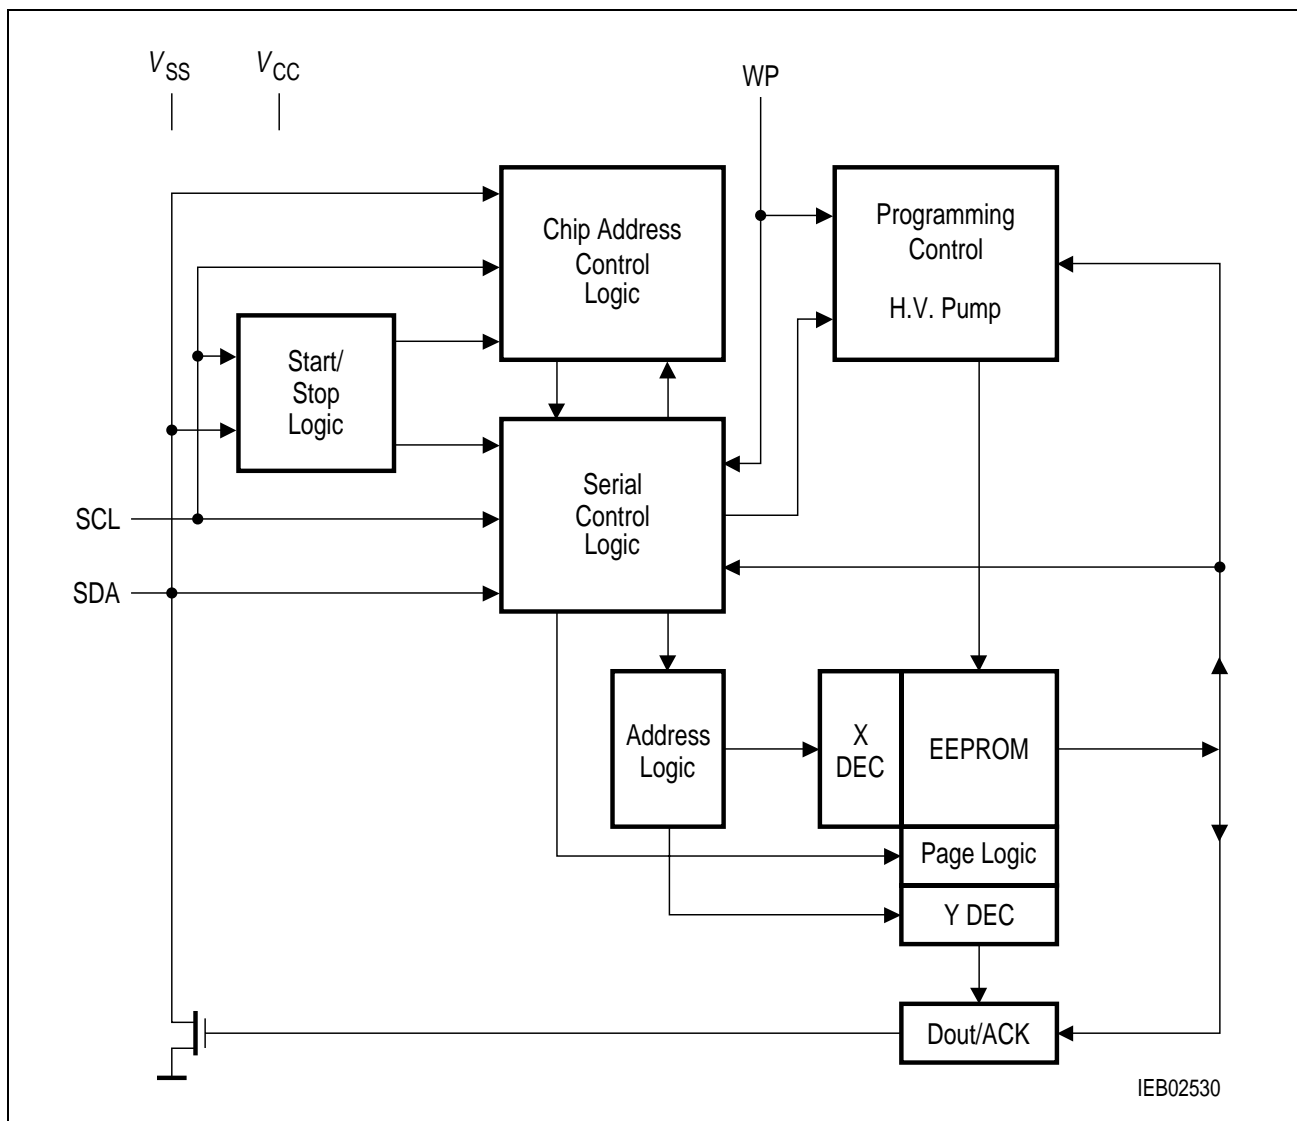 VSS
VCC
WP
Chip Address
Control
Logic
Programming
Control
H.V. Pump
Start/
Stop
Logic
Serial
Control
Logic
SCL
SDA
Address
Logic
X
DEC
EEPROM
Page Logic
Y DEC
Dout/ACK
IEB02530